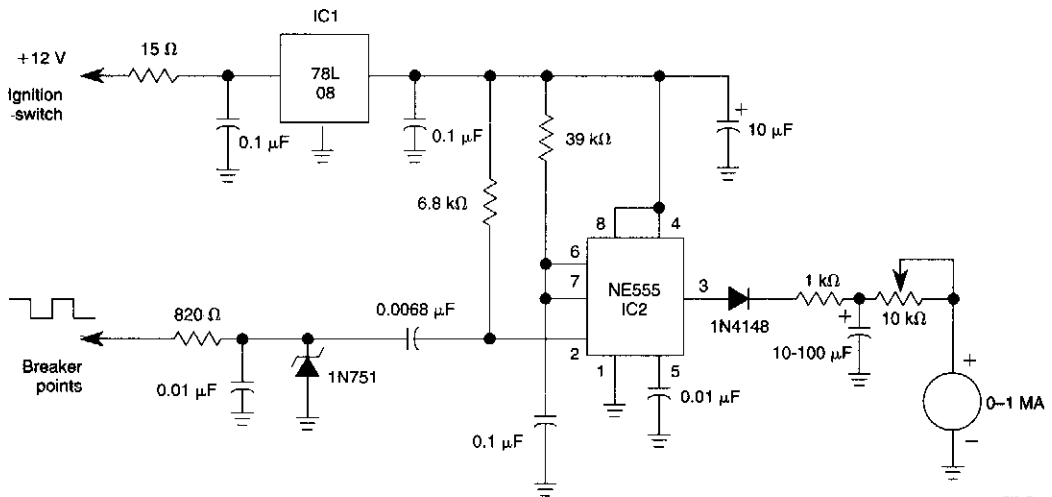 IC1
+12 V
Ignition
-switch
15 Ω
78L
08
0.1 µF
0.1 µF
39 kΩ
10 µF
6.8 kΩ
8
4
6
7
NE555
IC2
3
1N4148
1 kΩ
10 kΩ
2
1
5
10-100 µF
0.01 µF
820 Ω
0.0068 µF
Breaker
points
0.01 µF
1N751
0.1 µF
+
+
+
0–1 MA
−